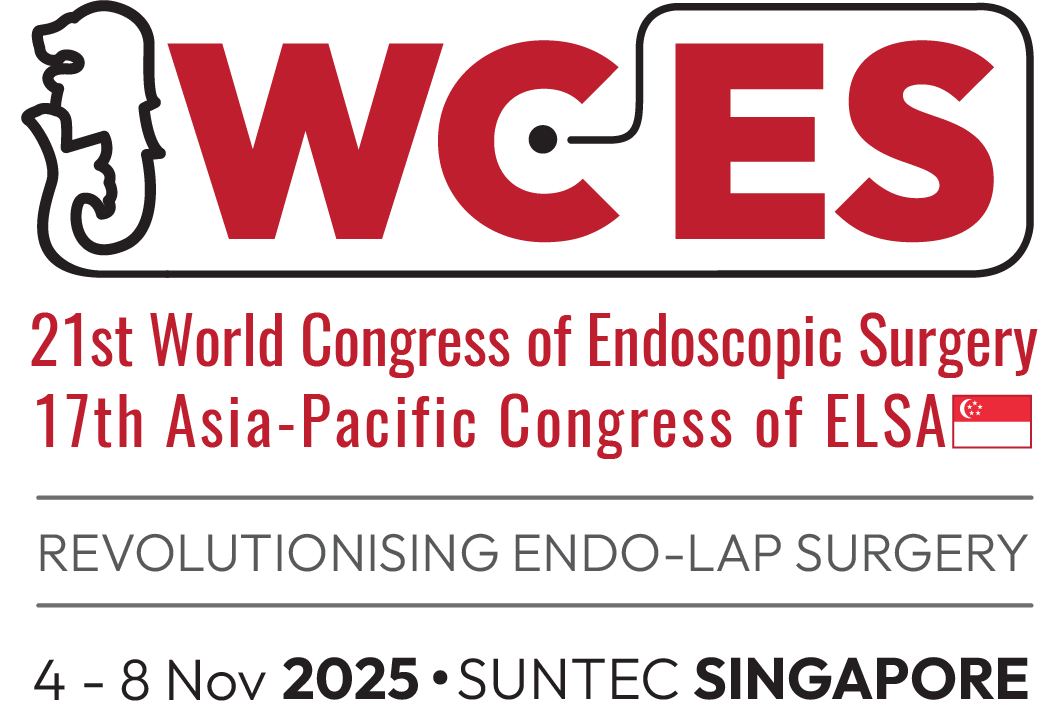 WCES
21st World Congress of Endoscopic Surgery
17th Asia-Pacific Congress of ELSA
REVOLUTIONISING ENDO-LAP SURGERY
4 - 8 Nov 2025 • SUNTEC SINGAPORE